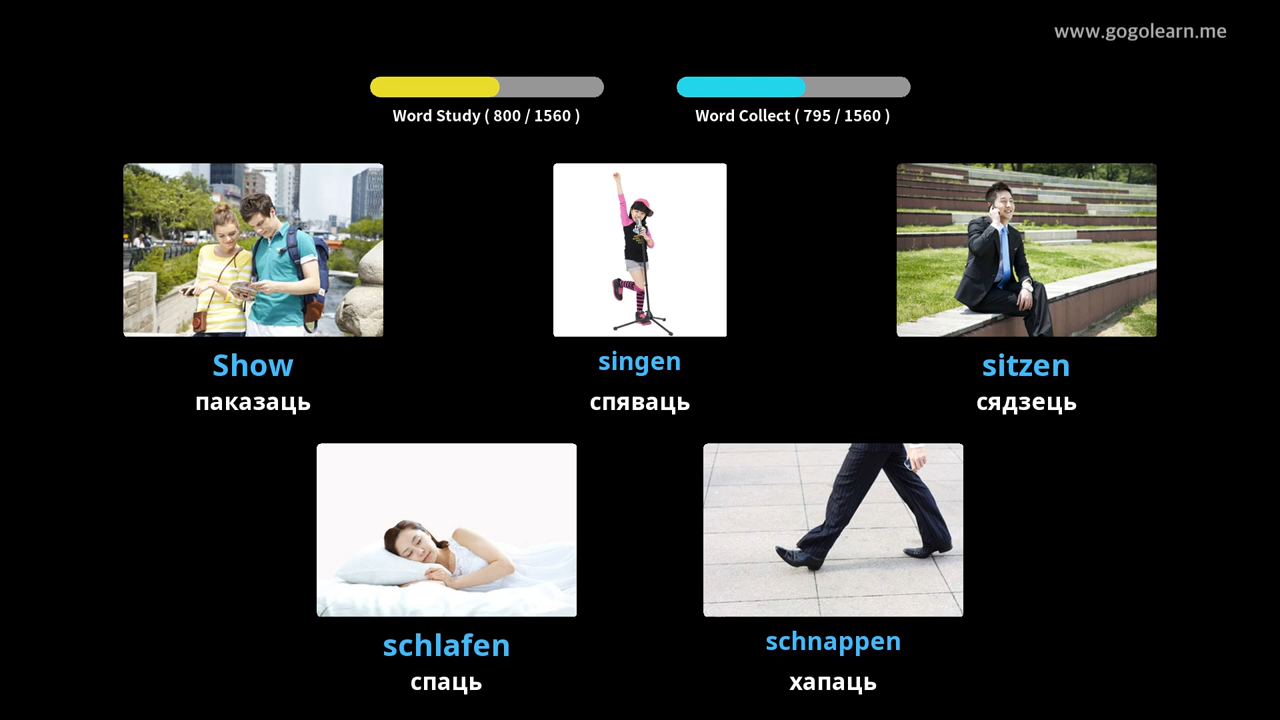 www.gogolearn.me
Word Study ( 800 / 1560 )
Word Collect ( 795 / 1560 )
Show
паказаць
singen
спяваць
sitzen
сядзець
schlafen
спаць
schnappen
хапаць